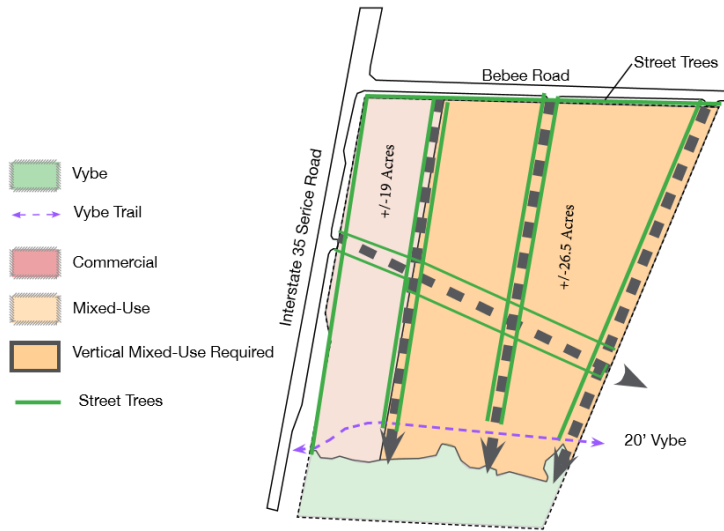 Bebee Road
Street Trees
Interstate 35 Serice Road
+/-19 Acres
+/-26.5 Acres
Vybe
Vybe Trail
Commercial
Mixed-Use
Vertical Mixed-Use Required
Street Trees
20' Vybe